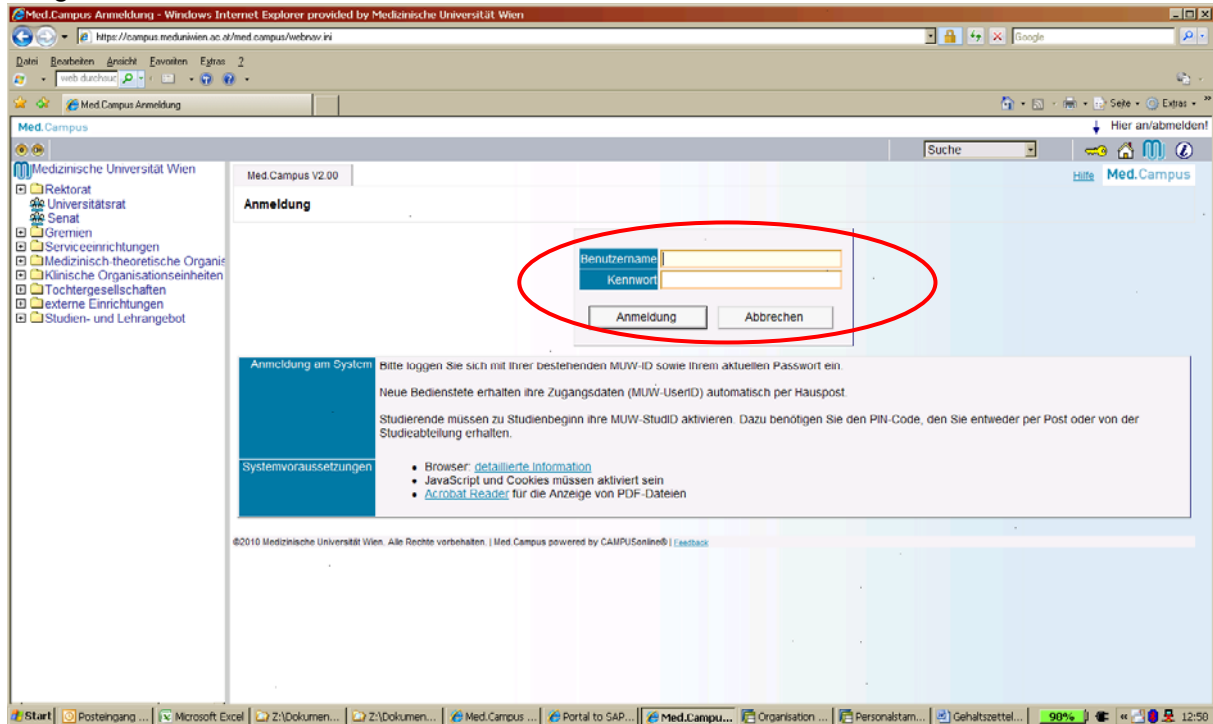 Med.Campus Anmeldung - Windows Internet Explorer provided by Medizinische Universität Wien
https://campus.meduniwien.ac.at/med.campus/webnav.ini
Google
Datei Bearbeiten Ansicht Favoriten Extras ?
web durchsuc
Med.Campus Anmeldung
Seite Extras
Med.Campus
Hier an/abmelden!
Suche
Medizinische Universität Wien
Rektorat
Universitätsrat
Senat
Gremien
Serviceeinrichtungen
Medizinisch-theoretische Organis
Klinische Organisationseinheiten
Tochtergesellschaften
externe Einrichtungen
Studien- und Lehrangebot
Med.Campus V2.00
Hilfe Med.Campus
Anmeldung
Benutzername
Kennwort
Anmeldung Abbrechen
Anmeldung am System Bitte loggen Sie sich mit Ihrer bestehenden MUW-ID sowie Ihrem aktuellen Passwort ein.
Neue Bedienstete erhalten ihre Zugangsdaten (MUW-UserID) automatisch per Hauspost.
Studierende müssen zu Studienbeginn ihre MUW-StudID aktivieren. Dazu benötigen Sie den PIN-Code, den Sie entweder per Post oder von der
Studieabteilung erhalten.
Systemvoraussetzungen • Browser: detaillierte Information
• JavaScript und Cookies müssen aktiviert sein
• Acrobat Reader für die Anzeige von PDF-Dateien
©2010 Medizinische Universität Wien. Alle Rechte vorbehalten. | Med.Campus powered by CAMPUSonline® | Feedback
Start Posteingang ... Microsoft Excel Z:\Dokumen... Z:\Dokumen... Med.Campus ... Portal to SAP... Med.Campu... Organisation ... Personalstam... Gehaltszettel... 98% 12:50